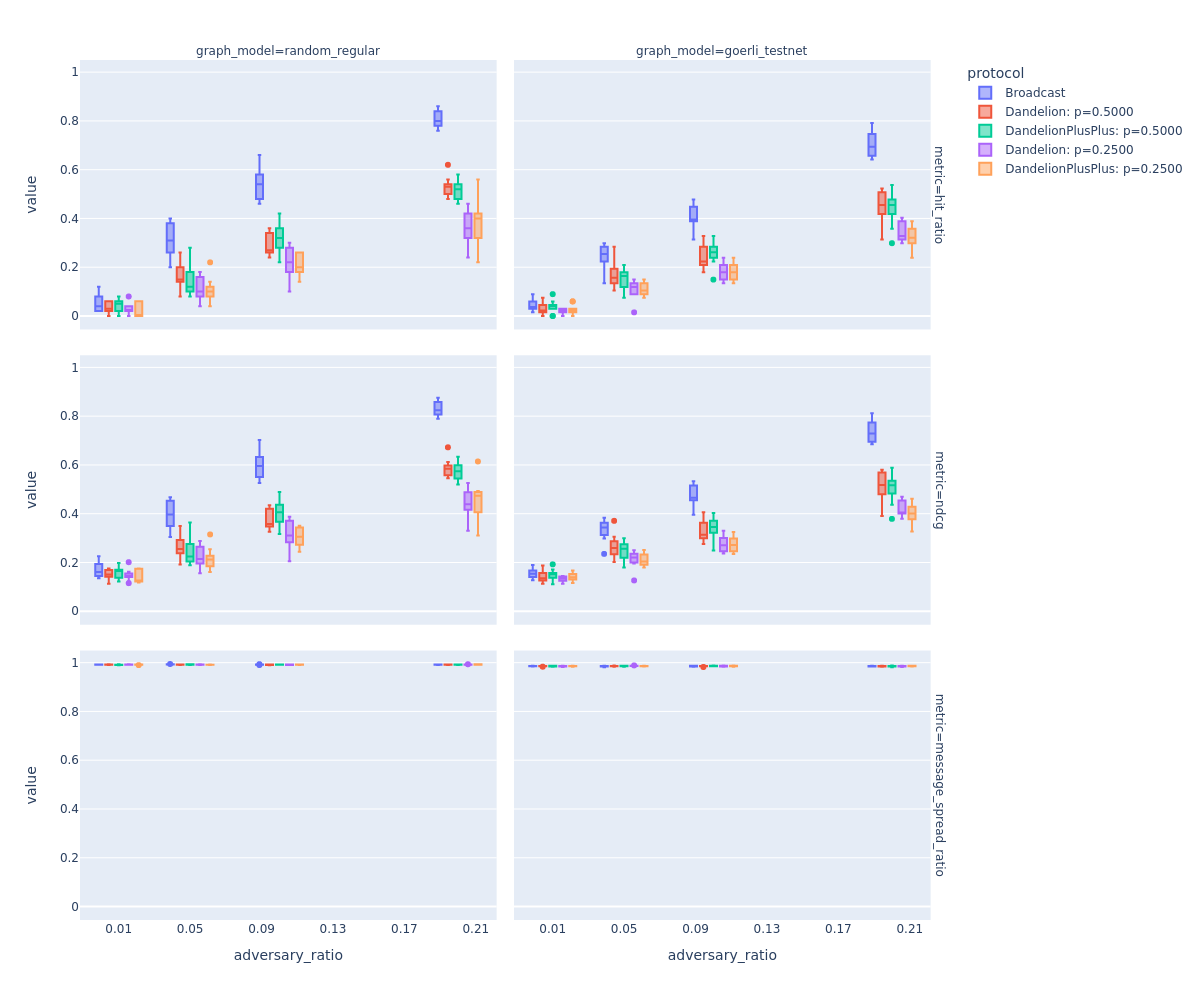 graph_model=random_regular
graph_model=goerli_testnet
protocol
Broadcast
Dandelion: p=0.5000
DandelionPlusPlus: p=0.5000
Dandelion: p=0.2500
DandelionPlusPlus: p=0.2500
1
0.8
0.6
0.4
0.2
0
value
metric=hit_ratio
1
0.8
0.6
0.4
0.2
0
value
metric=ndcg
1
0.8
0.6
0.4
0.2
0
value
metric=message_spread_ratio
0.01 0.05 0.09 0.13 0.17 0.21
0.01 0.05 0.09 0.13 0.17 0.21
adversary_ratio
adversary_ratio